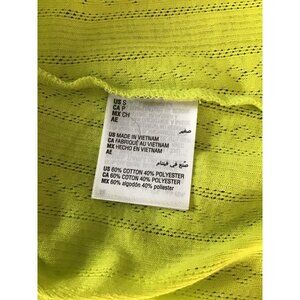 US S
CA P
MX CH
AE صغير
US MADE IN VIETNAM
CA FABRIQUÉ AU VIETNAM
MX HECHO EN VIETNAM
AE صنع في فيتنام
US 60% COTTON 40% POLYESTER
CA 60% COTON 40% POLYESTER
MX 60% algodón 40% poliester